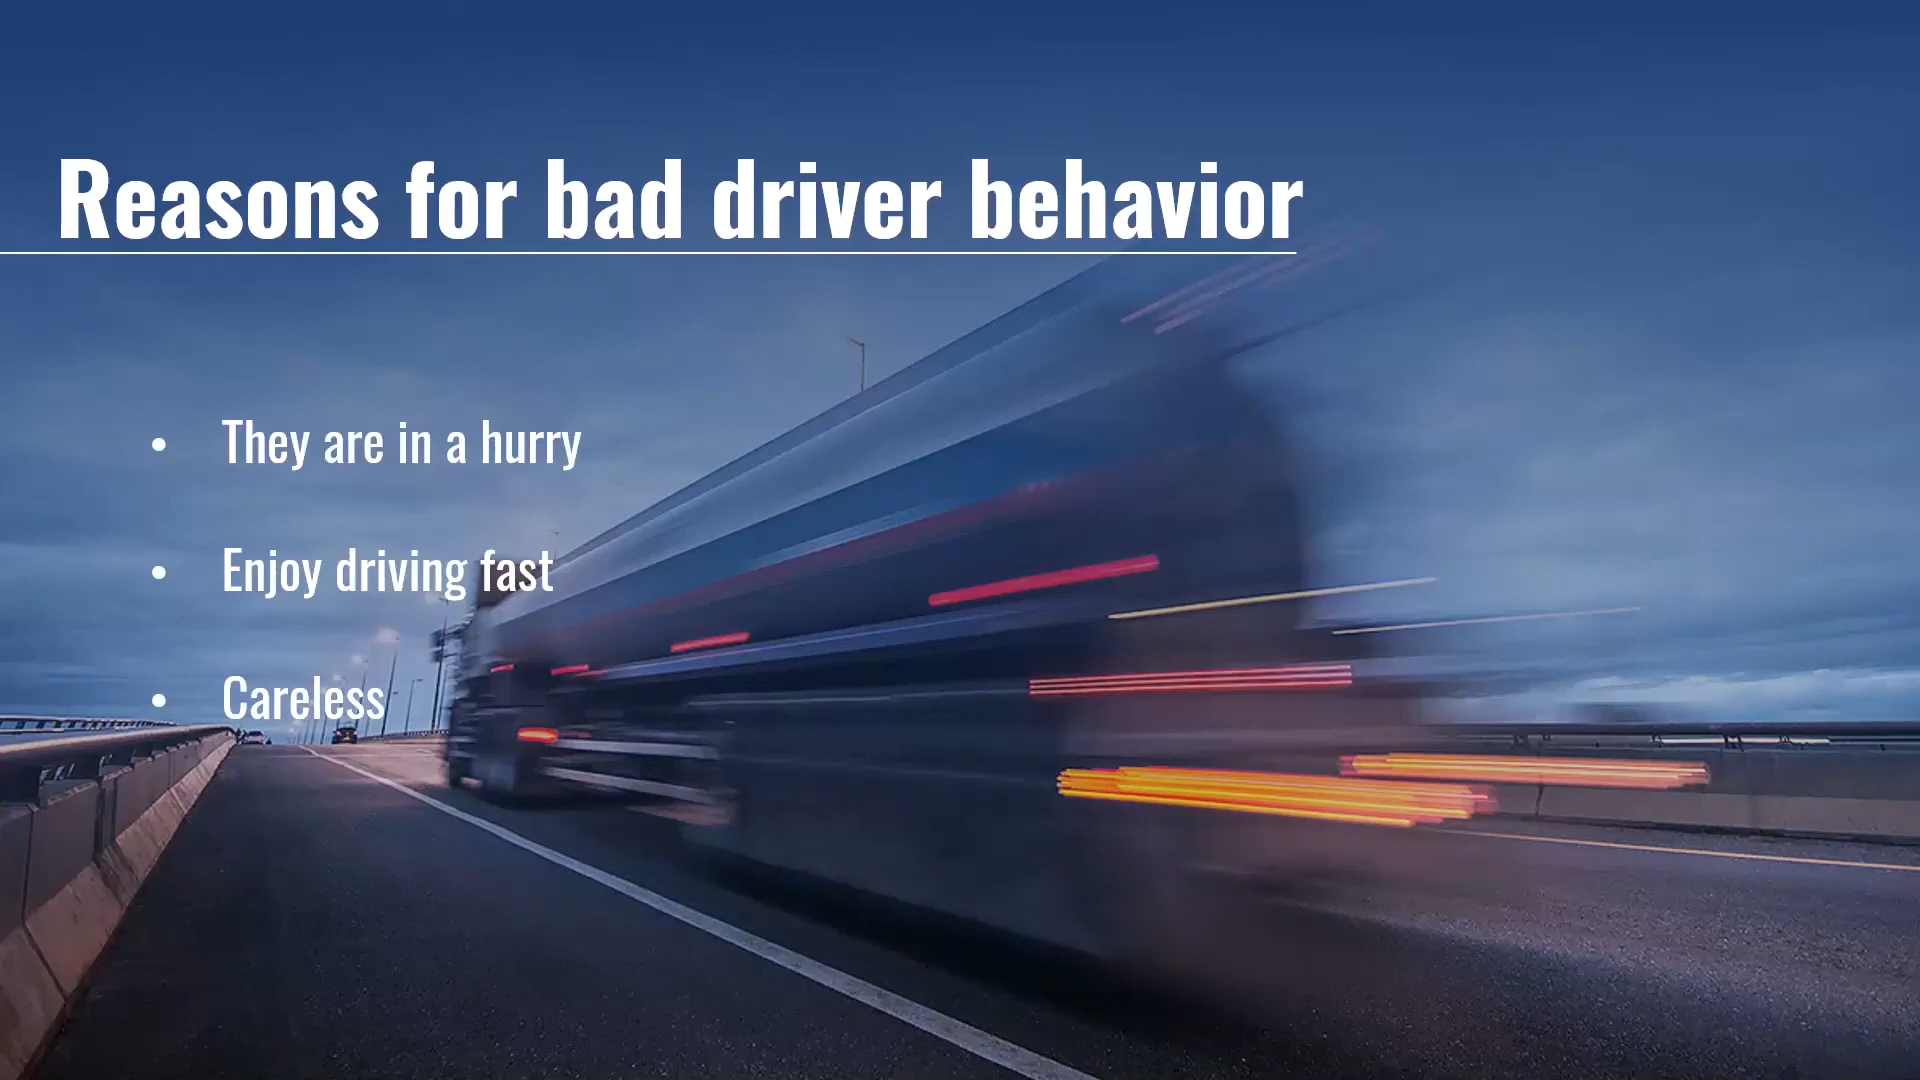 Reasons for bad driver behavior
• They are in a hurry
• Enjoy driving fast
• Careless